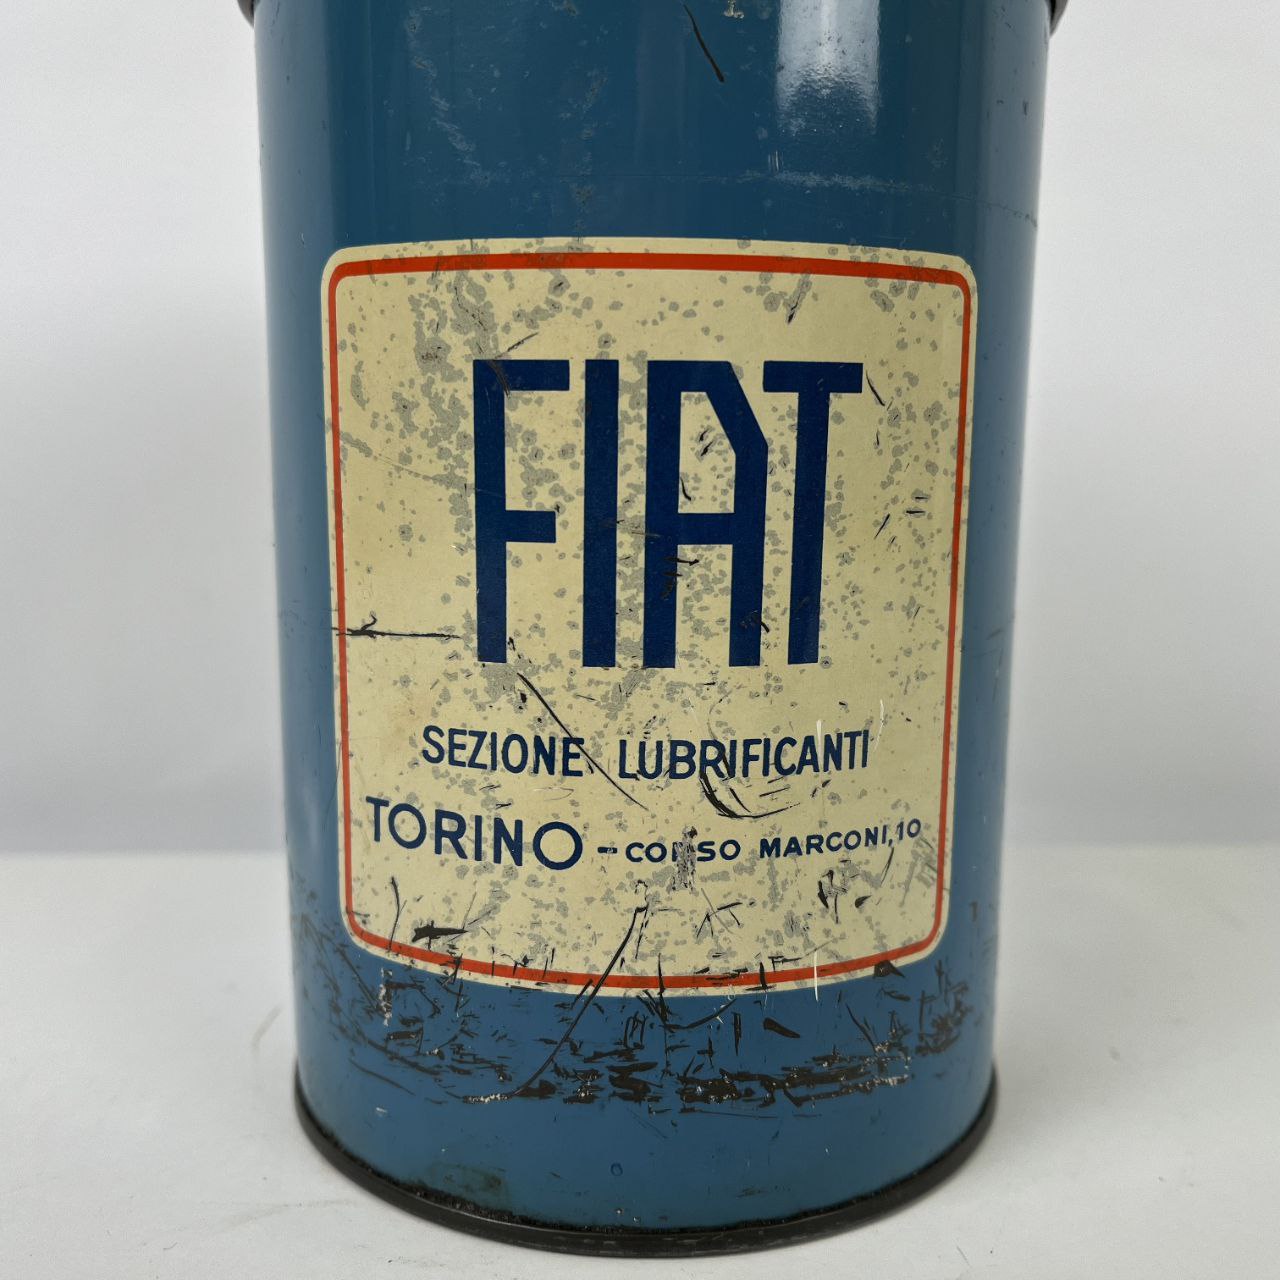 FIAT
SEZIONE LUBRIFICANTI
TORINO - CORSO MARCONI, 10